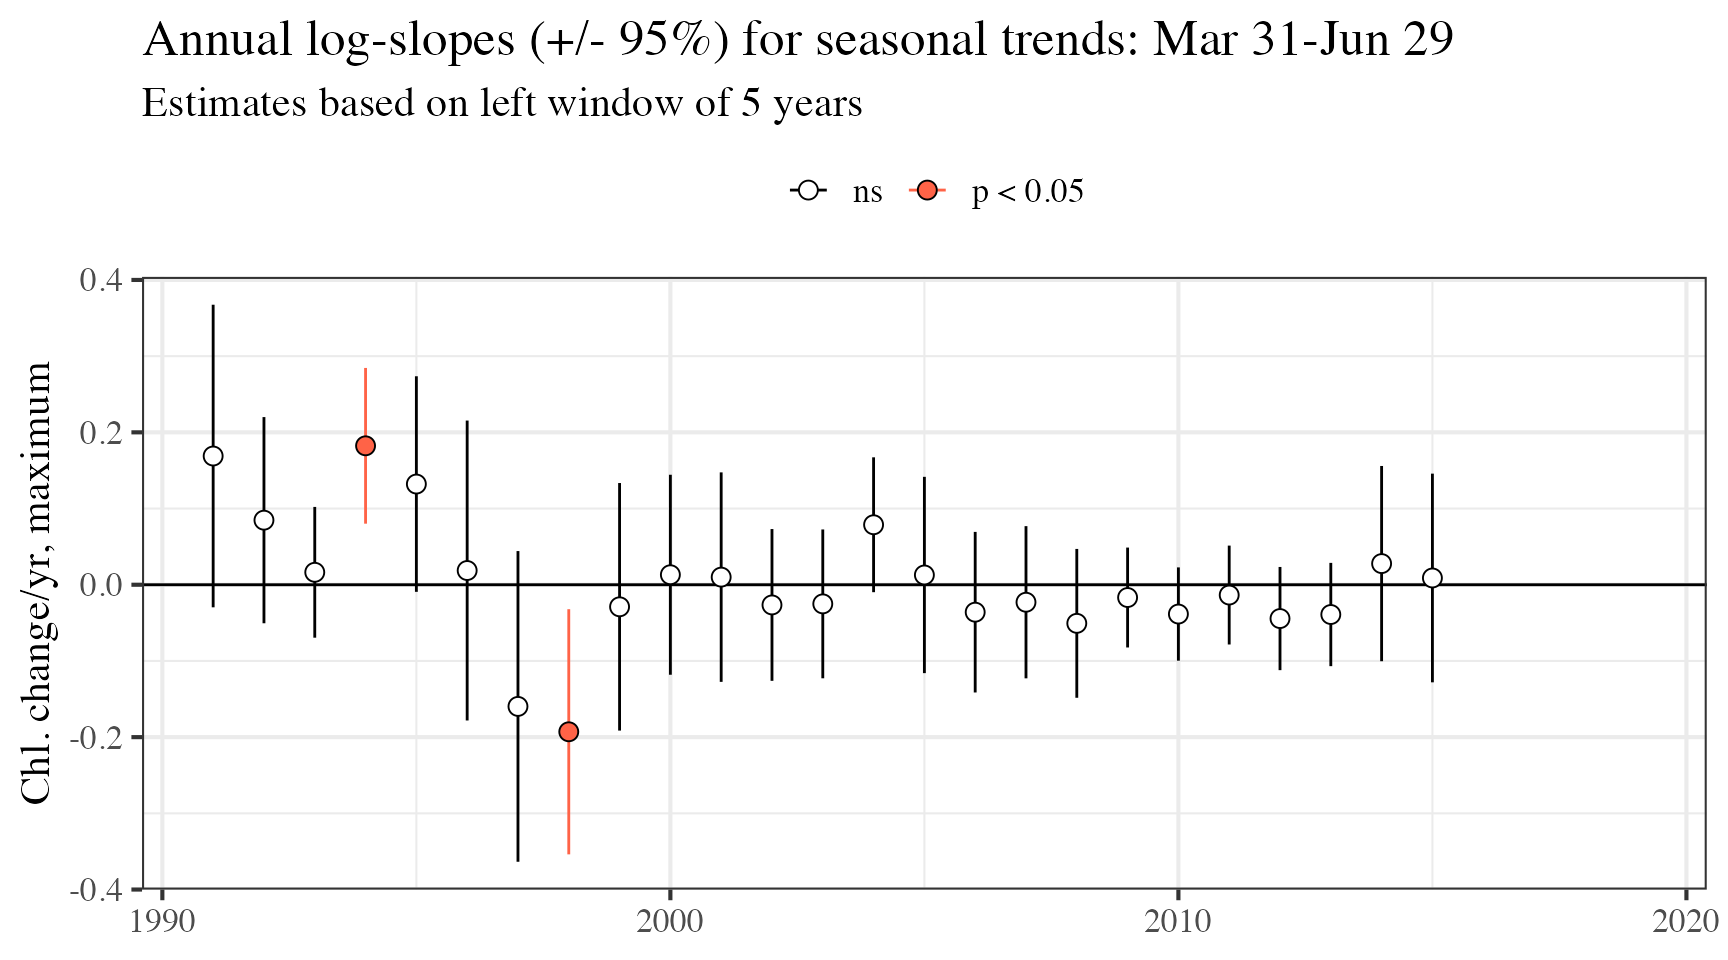 Annual log-slopes (+/- 95%) for seasonal trends: Mar 31-Jun 29
Estimates based on left window of 5 years
ns p < 0.05
Chl. change/yr, maximum
0.4
0.2
0.0
-0.2
-0.4
1990 2000 2010 2020